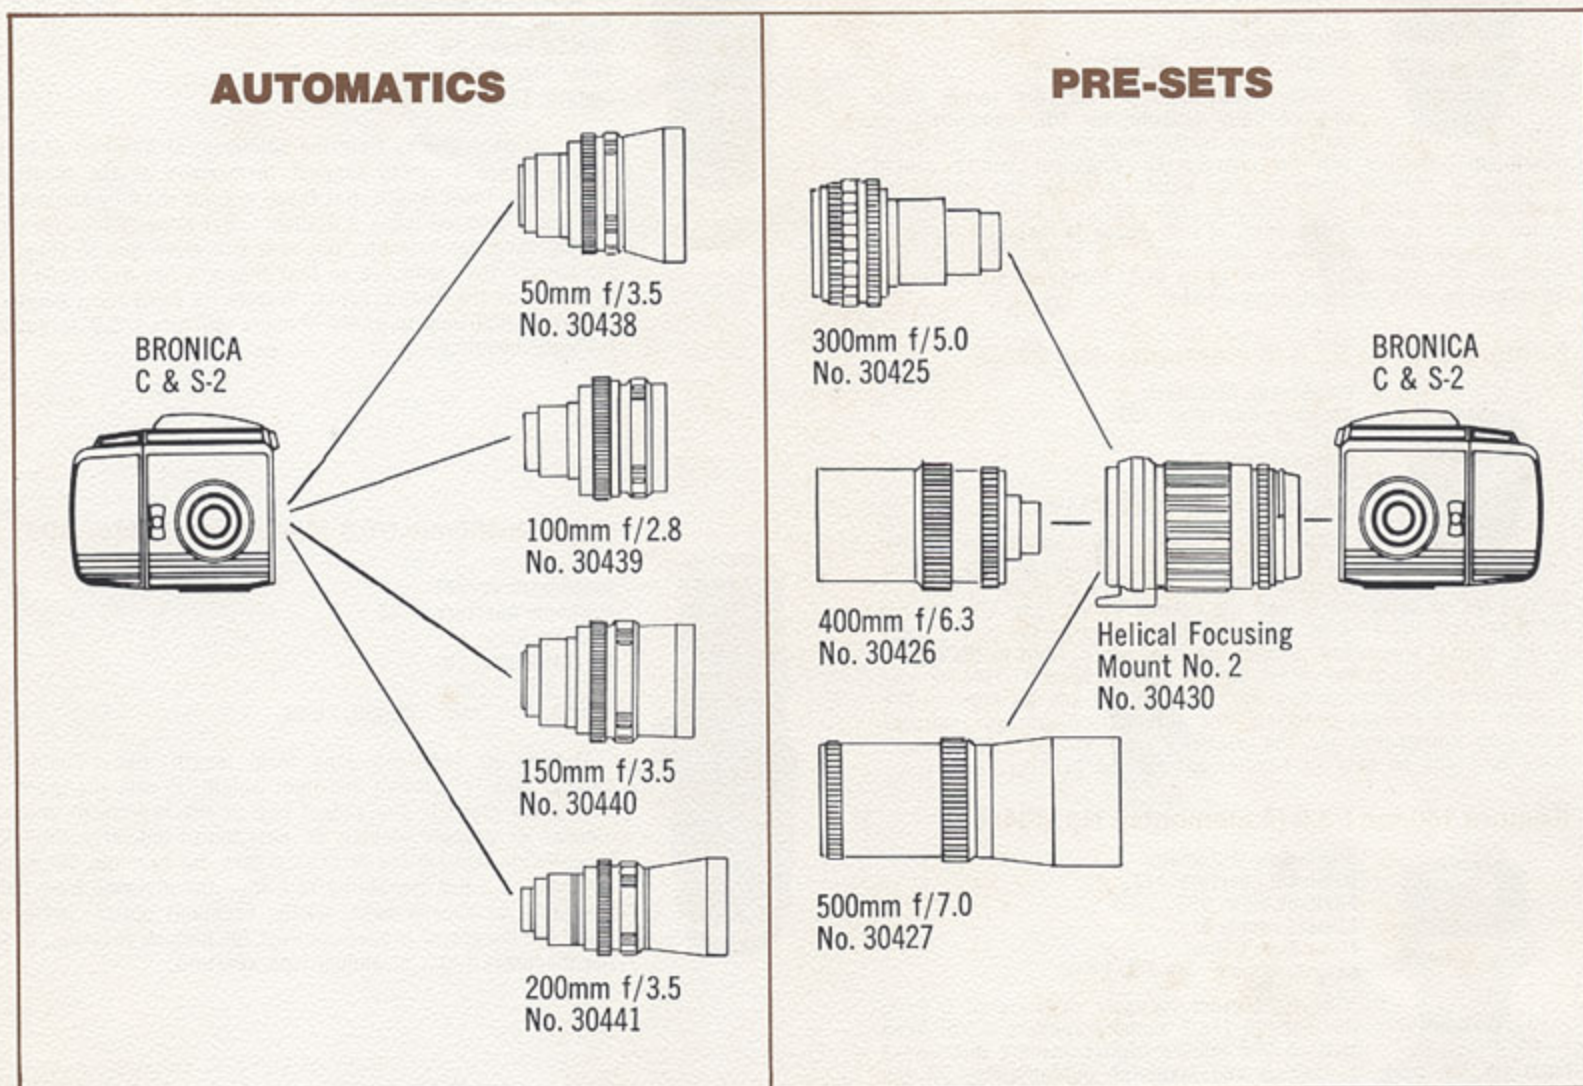 AUTOMATICS
50mm f/3.5
No. 30438
BRONICA
C & S-2
100mm f/2.8
No. 30439
150mm f/3.5
No. 30440
200mm f/3.5
No. 30441
PRE-SETS
300mm f/5.0
No. 30425
BRONICA
C & S-2
400mm f/6.3
No. 30426
Helical Focusing
Mount No. 2
No. 30430
500mm f/7.0
No. 30427